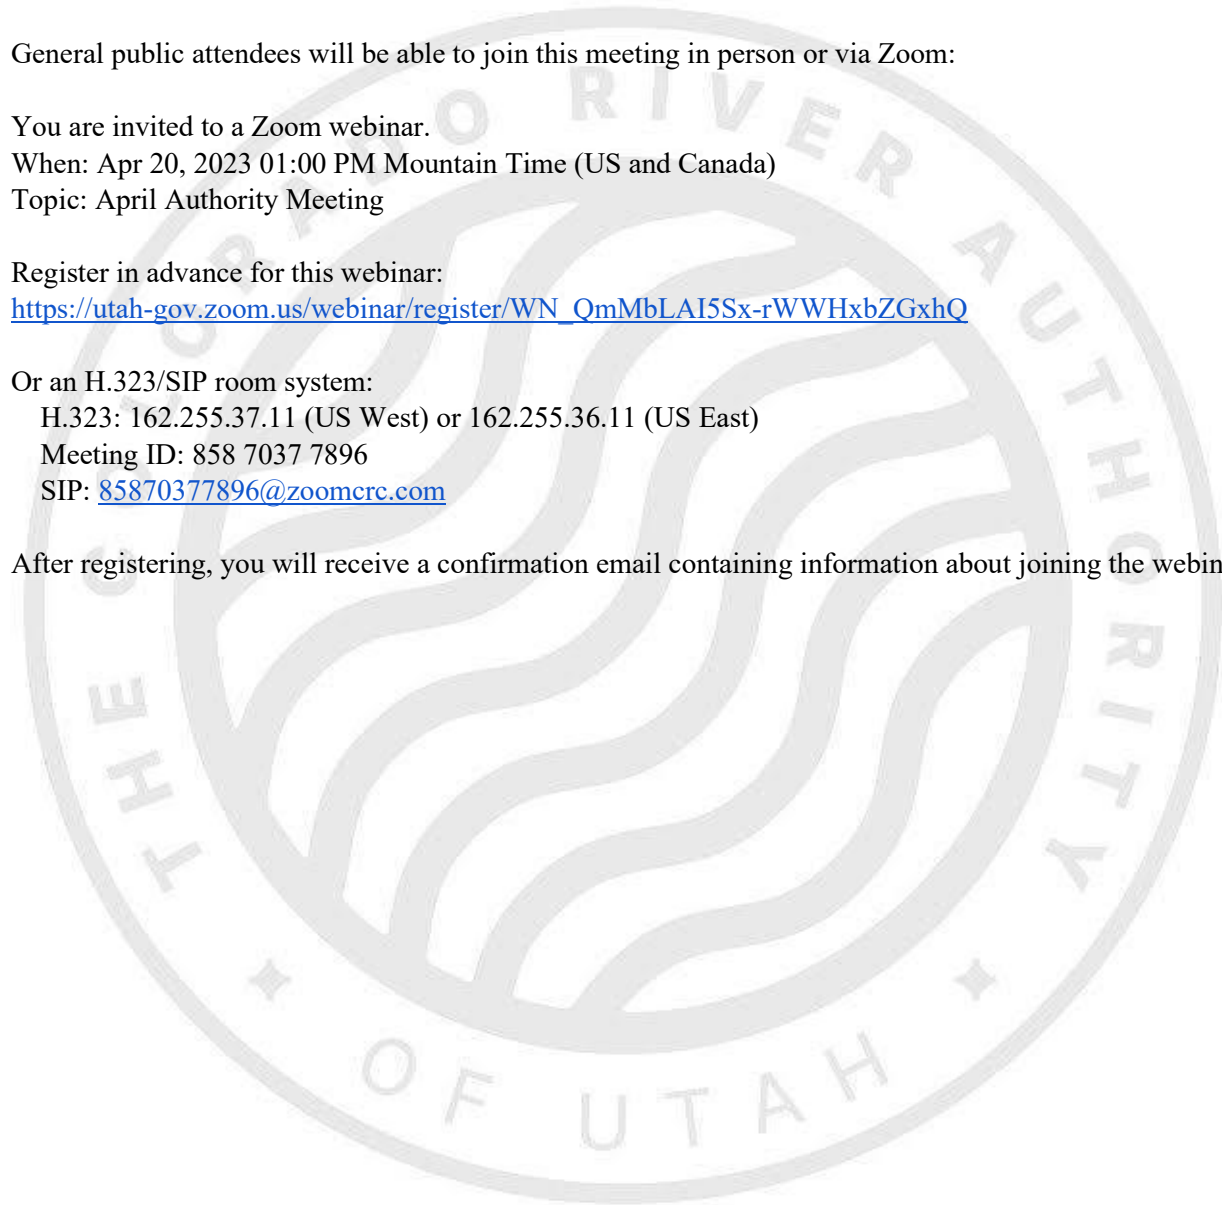 General public attendees will be able to join this meeting in person or via Zoom:
You are invited to a Zoom webinar.
When: Apr 20, 2023 01:00 PM Mountain Time (US and Canada)
Topic: April Authority Meeting
Register in advance for this webinar:
https://utah-gov.zoom.us/webinar/register/WN_QmMbLAI5Sx-rWWHxbZGxhQ
Or an H.323/SIP room system:
H.323: 162.255.37.11 (US West) or 162.255.36.11 (US East)
Meeting ID: 858 7037 7896
SIP: 85870377896@zoomcrc.com
After registering, you will receive a confirmation email containing information about joining the webin
THE COLORADO RIVER AUTHORITY
OF UTAH